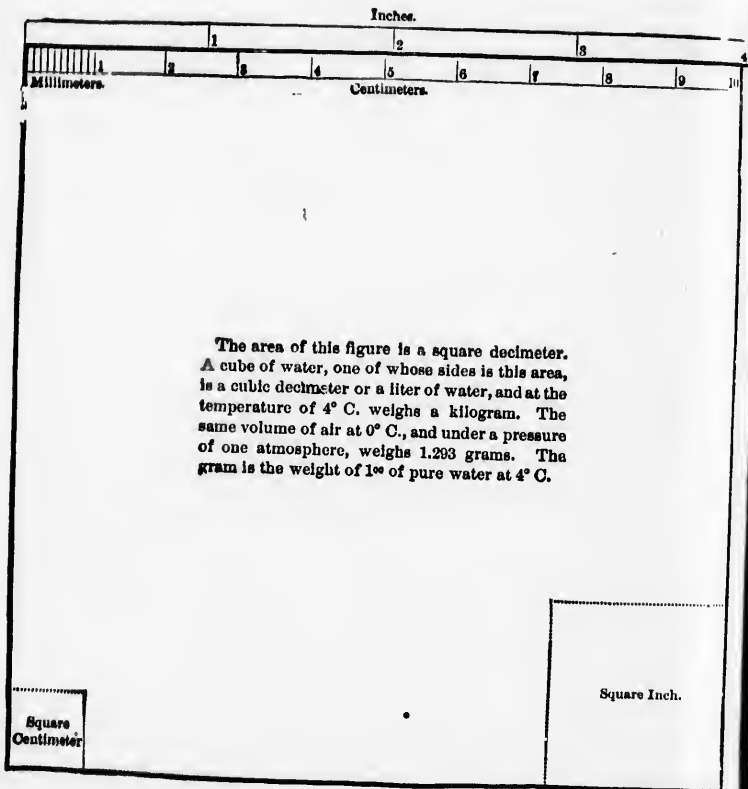 Inches.
1 2 3 4
1 2 3 4 5 6 7 8 9 10
Millimeters. Centimeters.
The area of this figure is a square decimeter.
A cube of water, one of whose sides is this area,
is a cubic decimeter or a liter of water, and at the
temperature of 4° C. weighs a kilogram. The
same volume of air at 0° C., and under a pressure
of one atmosphere, weighs 1.293 grams. The
gram is the weight of 1cc of pure water at 4° C.
Square Inch.
Square
Centimeter